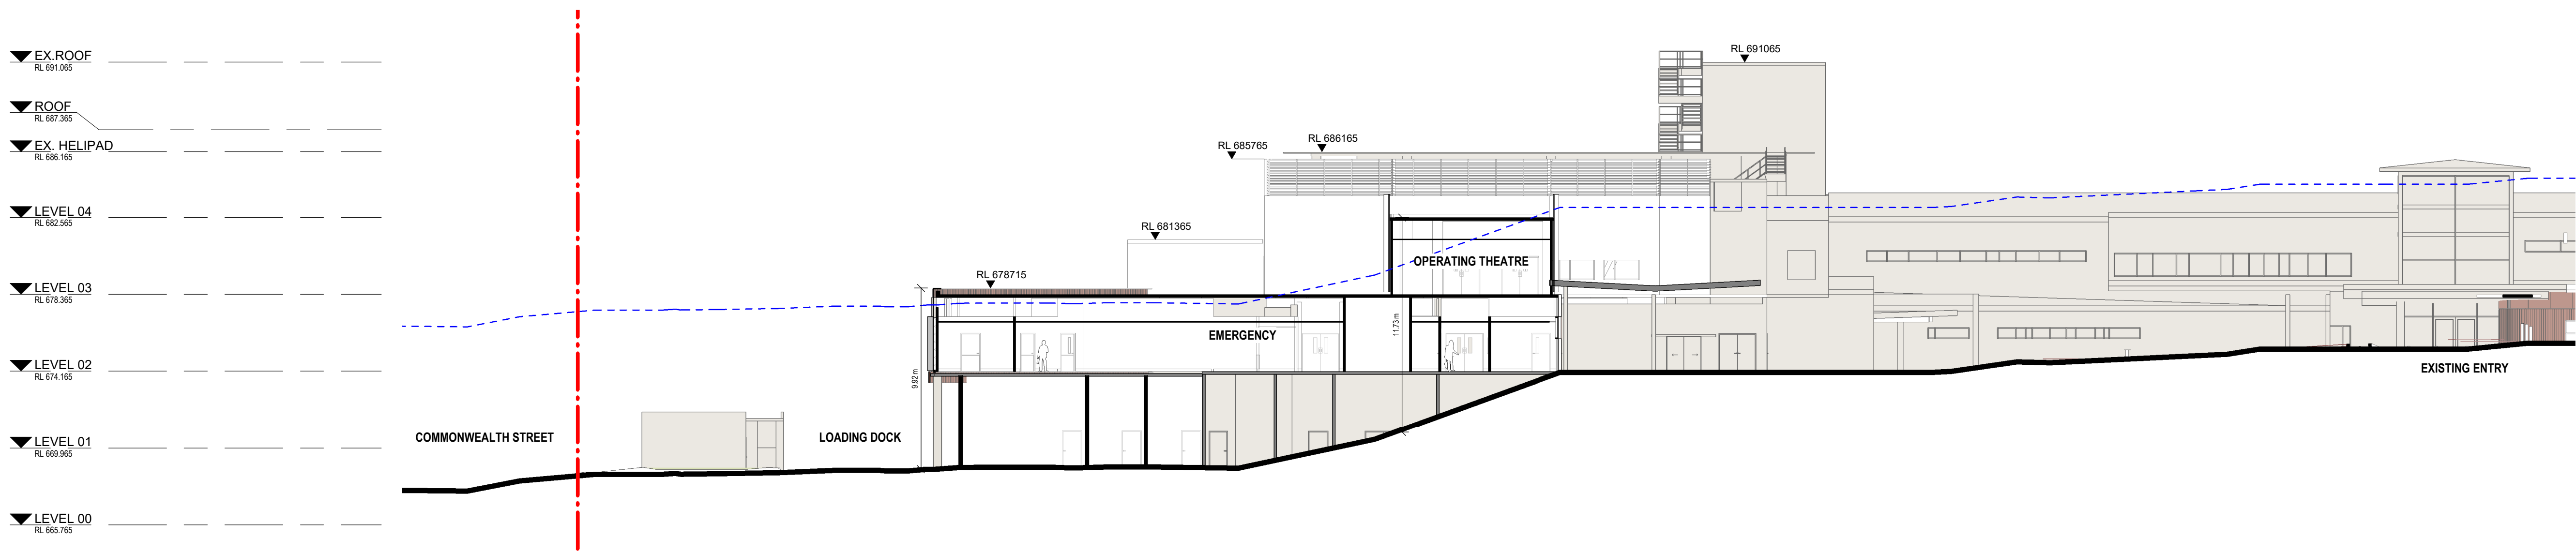 EX.ROOF
RL 691.065
ROOF
RL 687.365
EX. HELIPAD
RL 686.165
LEVEL 04
RL 682.565
LEVEL 03
RL 678.365
LEVEL 02
RL 674.165
LEVEL 01
RL 669.965
LEVEL 00
RL 665.765
RL 691065
RL 686165
RL 685765
RL 681365
RL 678715
OPERATING THEATRE
EMERGENCY
11.73 m
9.92 m
EXISTING ENTRY
COMMONWEALTH STREET
LOADING DOCK